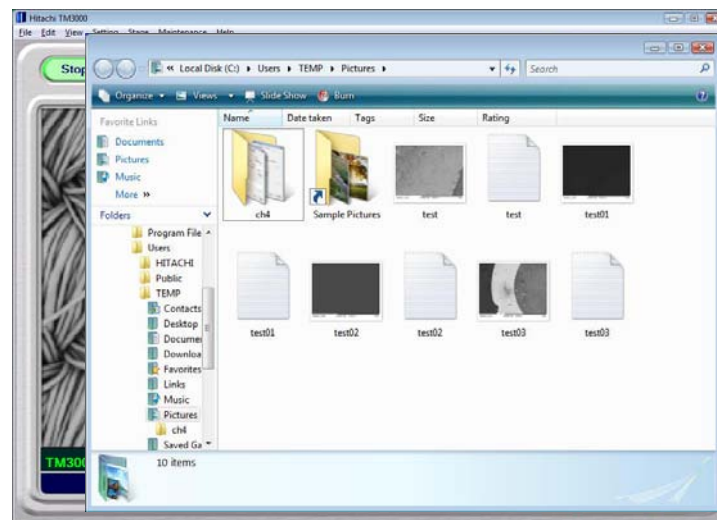 Hitachi TM3000
File Edit View Setting Stage Maintenance Help
Stop
« Local Disk (C:) ▸ Users ▸ TEMP ▸ Pictures ▸
Search
Organize Views Slide Show Burn
Favorite Links
Documents
Pictures
Music
More »
Folders
Program File
Users
HITACHI
Public
TEMP
Contacts
Desktop
Documen
Downloa
Favorites
Links
Music
Pictures
ch4
Saved Ga
Name Date taken Tags Size Rating
ch4 Sample Pictures test test test01
test01 test02 test02 test03 test03
10 items
TM300